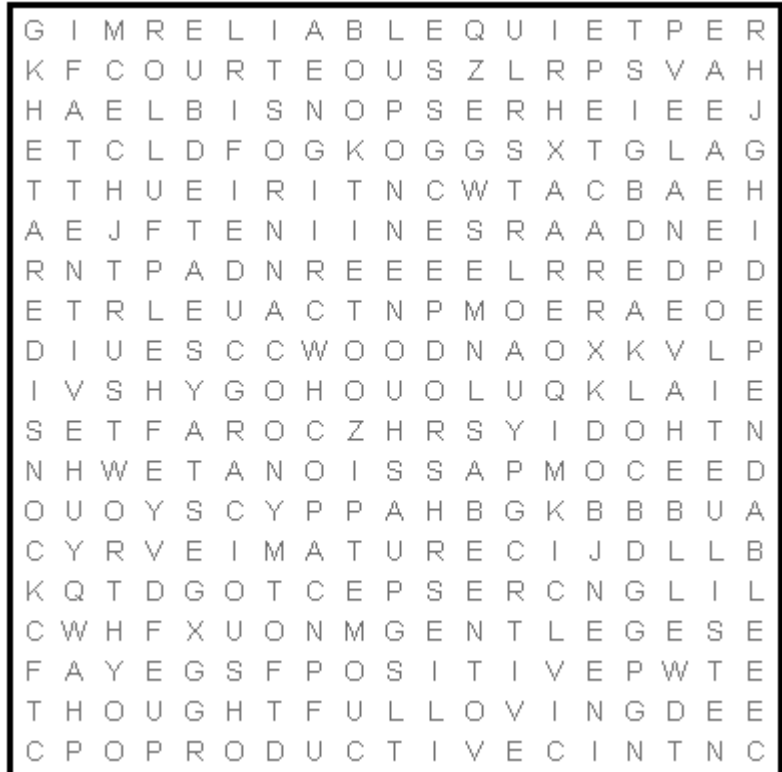 G I M R E L I A B L E Q U I E T P E R
K F C O U R T E O U S Z L R P S V A H
H A E L B I S N O P S E R H E I E E J
E T C L D F O G K O G G S X T G L A G
T T H U E I R I T N C W T A C B A E H
A E J F T E N I I N E S R A A D N E I
R N T P A D N R E E E E L R R E D P D
E T R L E U A C T N P M O E R A E O E
D I U E S C C W O O D N A O X K V L P
I V S H Y G O H O U O L U Q K L A I E
S E T F A R O C Z H R S Y I D O H T N
N H W E T A N O I S S A P M O C E E D
O U O Y S C Y P P A H B G K B B B U A
C Y R V E I M A T U R E C I J D L L B
K Q T D G O T C E P S E R C N G L I L
C W H F X U O N M G E N T L E G E S E
F A Y E G S F P O S I T I V E P W T E
T H O U G H T F U L L O V I N G D E E
C P O P R O D U C T I V E C I N T N C